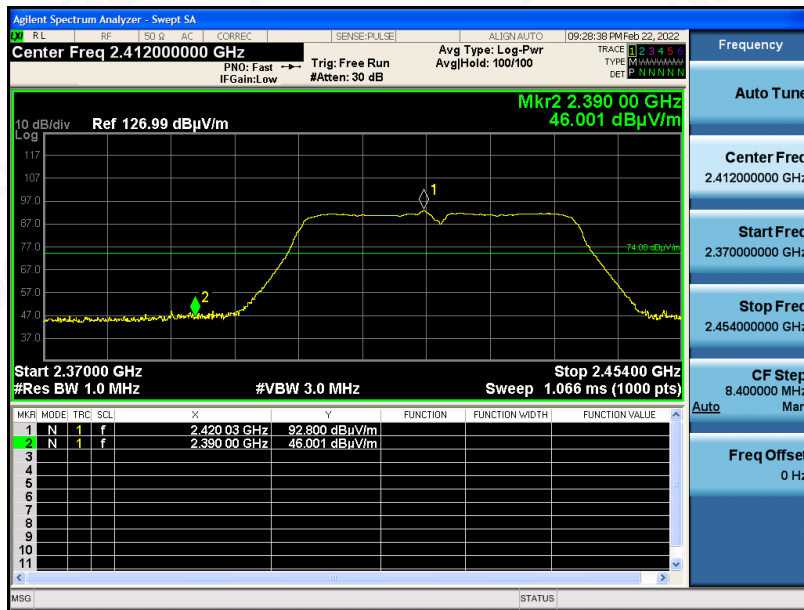 Agilent Spectrum Analyzer - Swept SA
LXI RL RF 50 Ω AC CORREC SENSE:PULSE ALIGN AUTO 09:28:38 PM Feb 22, 2022
Center Freq 2.412000000 GHz
PNO: Fast
IFGain:Low
Trig: Free Run
#Atten: 30 dB
Avg Type: Log-Pwr
Avg|Hold: 100/100
TRACE 1 2 3 4 5 6
TYPE M
DET P N N N N N
Mkr2 2.390 00 GHz
46.001 dBµV/m
10 dB/div Ref 126.99 dBµV/m
Log
117
107
97.0
87.0
77.0
67.0
57.0
47.0
37.0
1
2
74.00 dBµV/m
Start 2.37000 GHz Stop 2.45400 GHz
#Res BW 1.0 MHz #VBW 3.0 MHz Sweep 1.066 ms (1000 pts)
MKR MODE TRC SCL X Y FUNCTION FUNCTION WIDTH FUNCTION VALUE
1 N 1 f 2.420 03 GHz 92.800 dBµV/m
2 N 1 f 2.390 00 GHz 46.001 dBµV/m
3
4
5
6
7
8
9
10
11
MSG STATUS
Frequency
Auto Tune
Center Freq
2.412000000 GHz
Start Freq
2.370000000 GHz
Stop Freq
2.454000000 GHz
CF Step
8.400000 MHz
Auto Man
Freq Offset
0 Hz